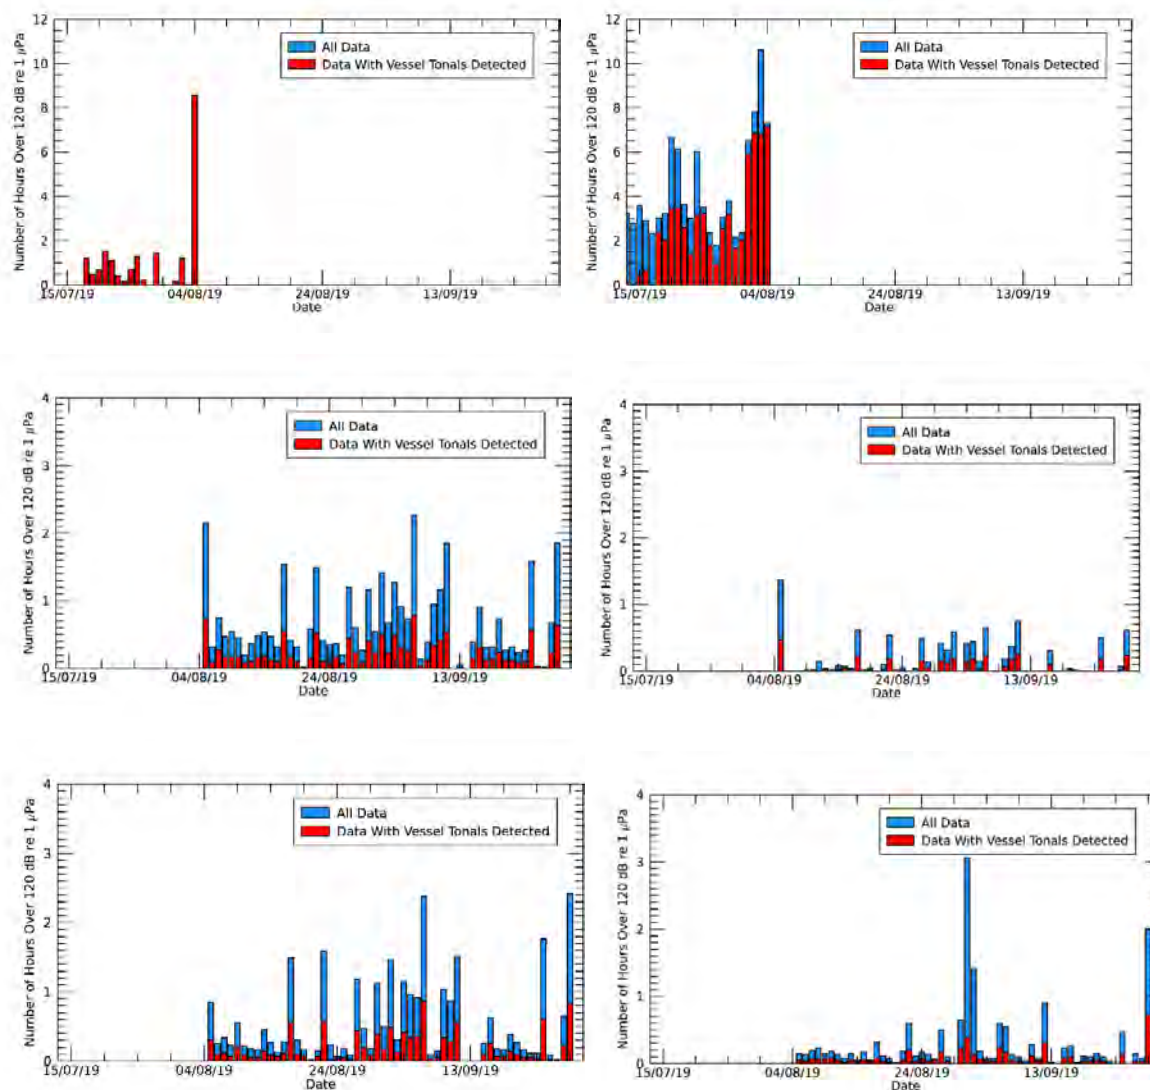 12
10
8
6
4
2
0
Number of Hours Over 120 dB re 1 μPa
All Data
Data With Vessel Tonals Detected
15/07/19 04/08/19 24/08/19 13/09/19
Date
12
10
8
6
4
2
0
Number of Hours Over 120 dB re 1 μPa
All Data
Data With Vessel Tonals Detected
15/07/19 04/08/19 24/08/19 13/09/19
Date
4
3
2
1
0
Number of Hours Over 120 dB re 1 μPa
All Data
Data With Vessel Tonals Detected
15/07/19 04/08/19 24/08/19 13/09/19
Date
4
3
2
1
0
Number of Hours Over 120 dB re 1 μPa
All Data
Data With Vessel Tonals Detected
15/07/19 04/08/19 24/08/19 13/09/19
Date
4
3
2
1
0
Number of Hours Over 120 dB re 1 μPa
All Data
Data With Vessel Tonals Detected
15/07/19 04/08/19 24/08/19 13/09/19
Date
4
3
2
1
0
Number of Hours Over 120 dB re 1 μPa
All Data
Data With Vessel Tonals Detected
15/07/19 04/08/19 24/08/19 13/09/19
Date